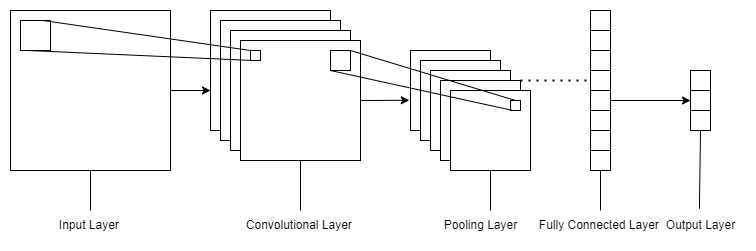 Input Layer
Convolutional Layer
Pooling Layer
Fully Connected Layer
Output Layer